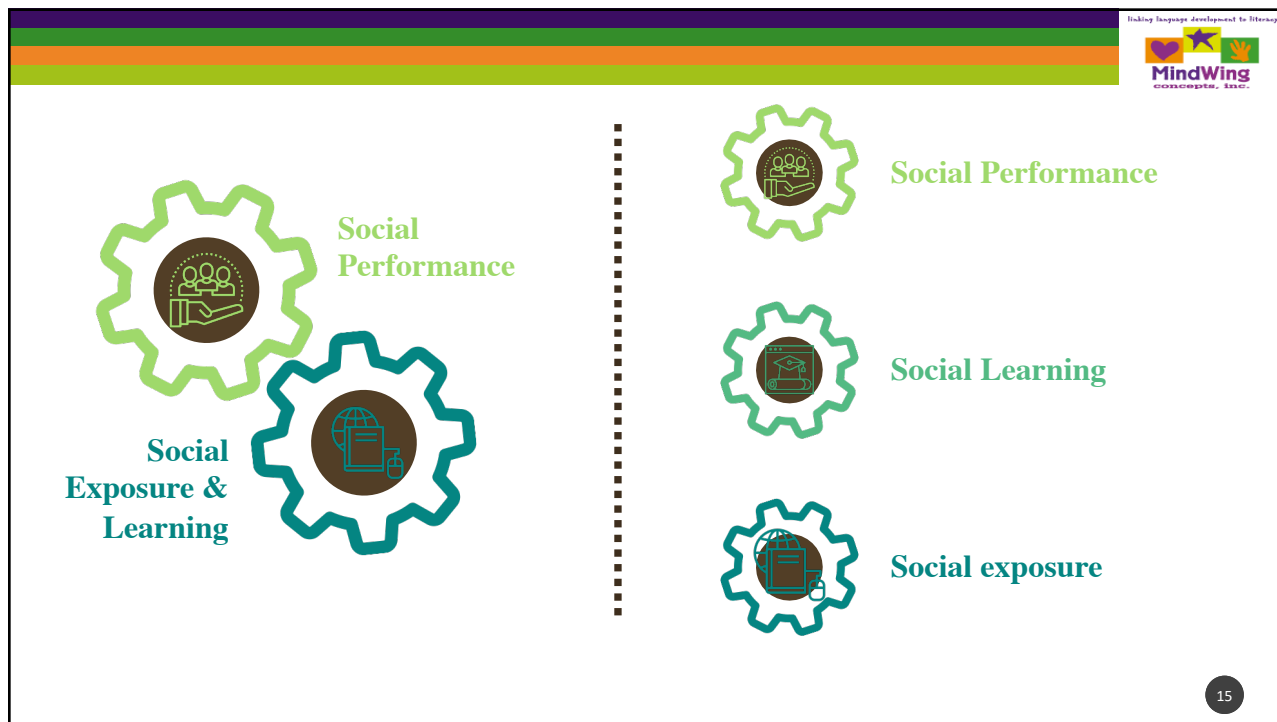 linking language development to literacy
MindWing
concepts, inc.
Social
Performance
Social
Exposure &
Learning
Social Performance
Social Learning
Social exposure
15